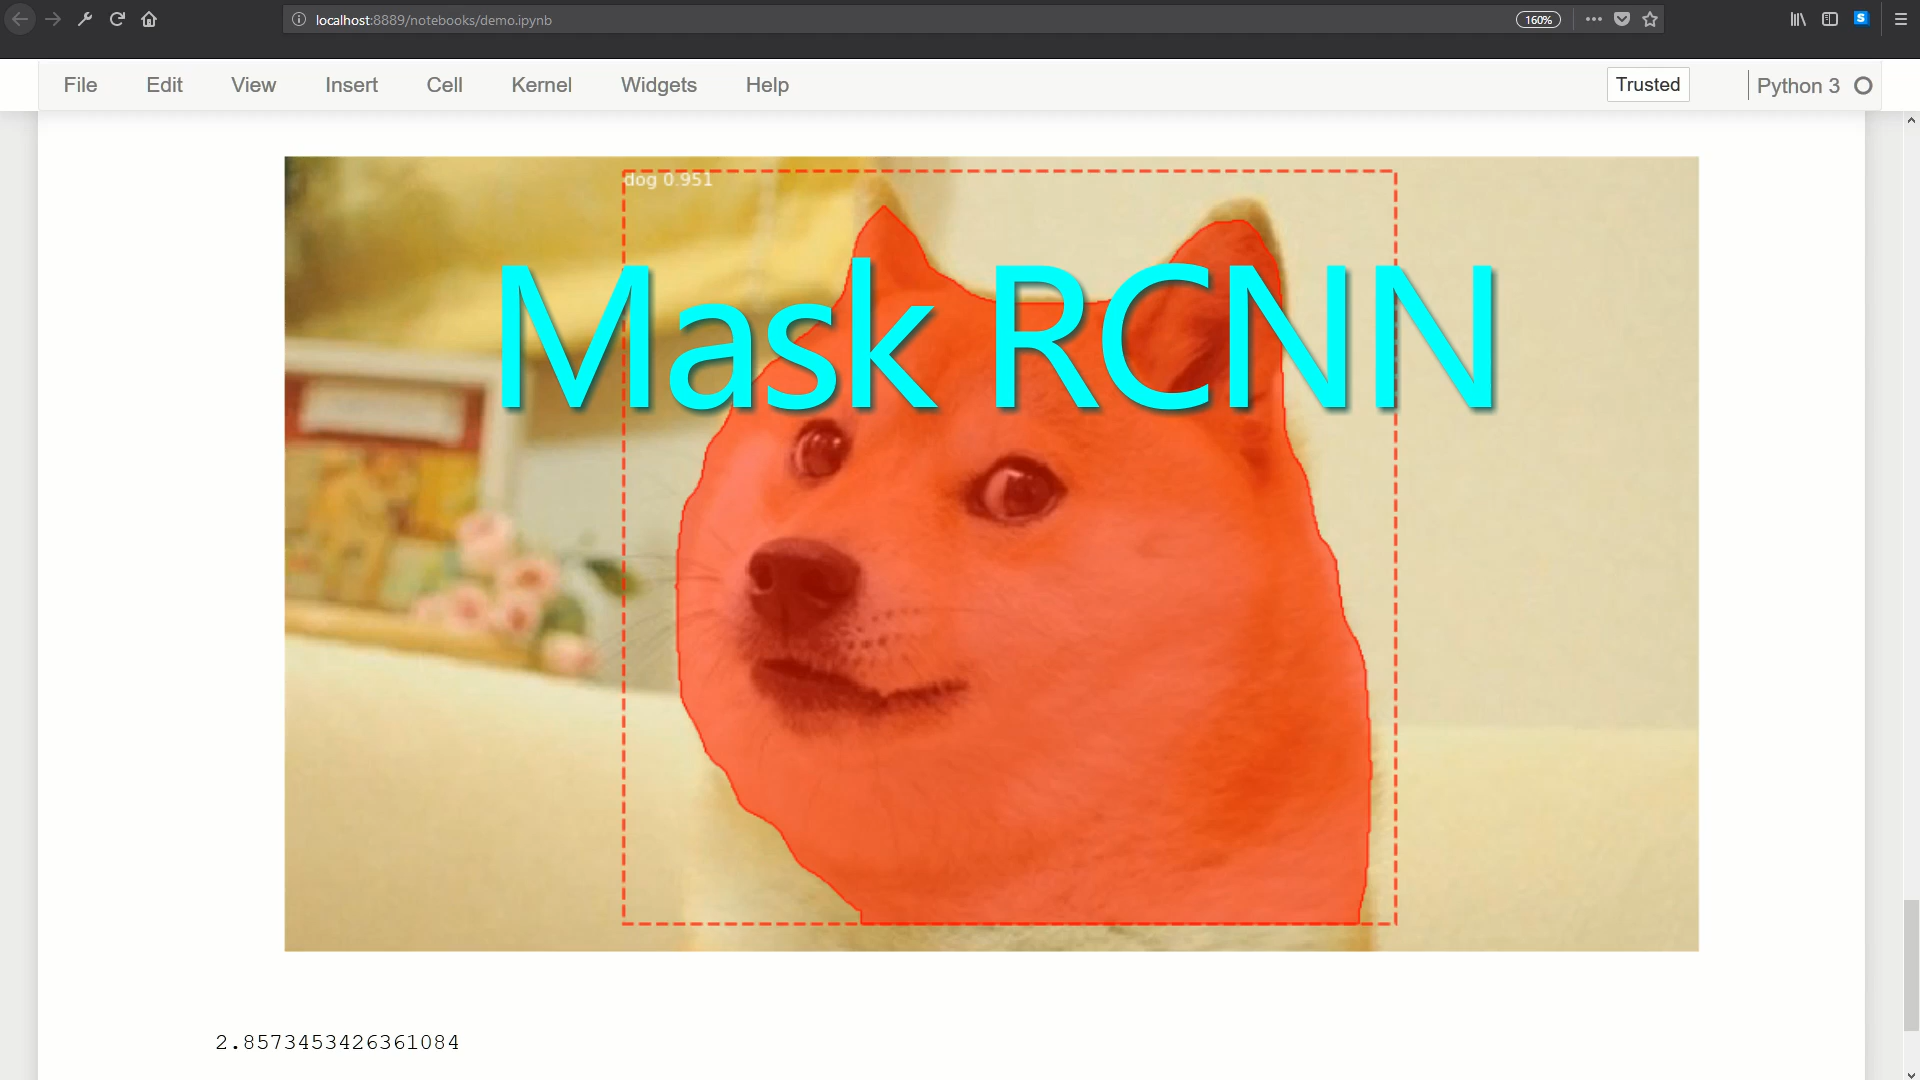 localhost:8889/notebooks/demo.ipynb
160%
S
File Edit View Insert Cell Kernel Widgets Help
Trusted
Python 3
dog 0.951
Mask RCNN
2.8573453426361084